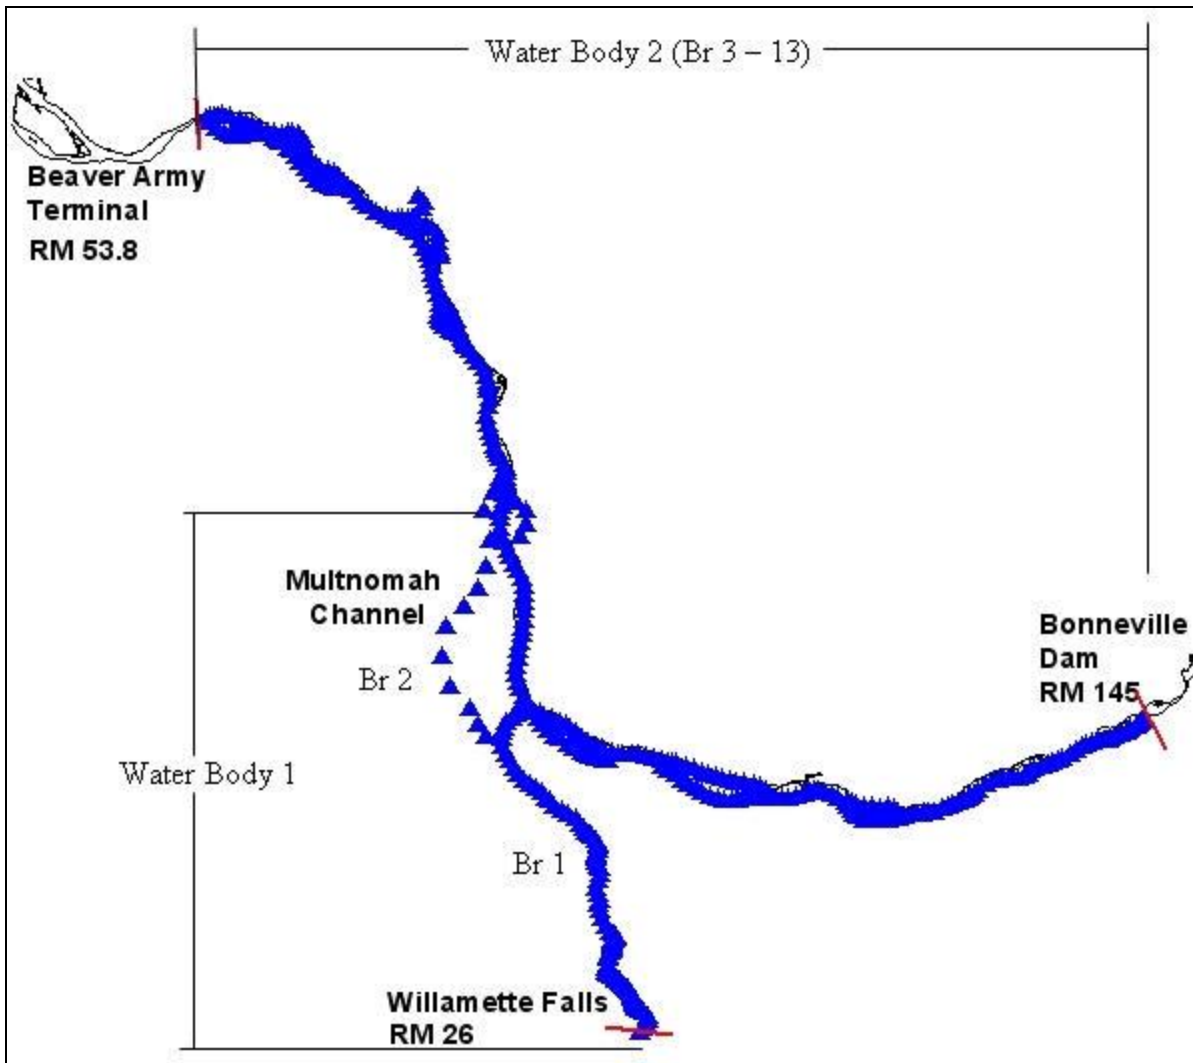 Water Body 2 (Br 3 – 13)
Beaver Army
Terminal
RM 53.8
Multnomah
Channel
Br 2
Bonneville
Dam
RM 145
Water Body 1
Br 1
Willamette Falls
RM 26